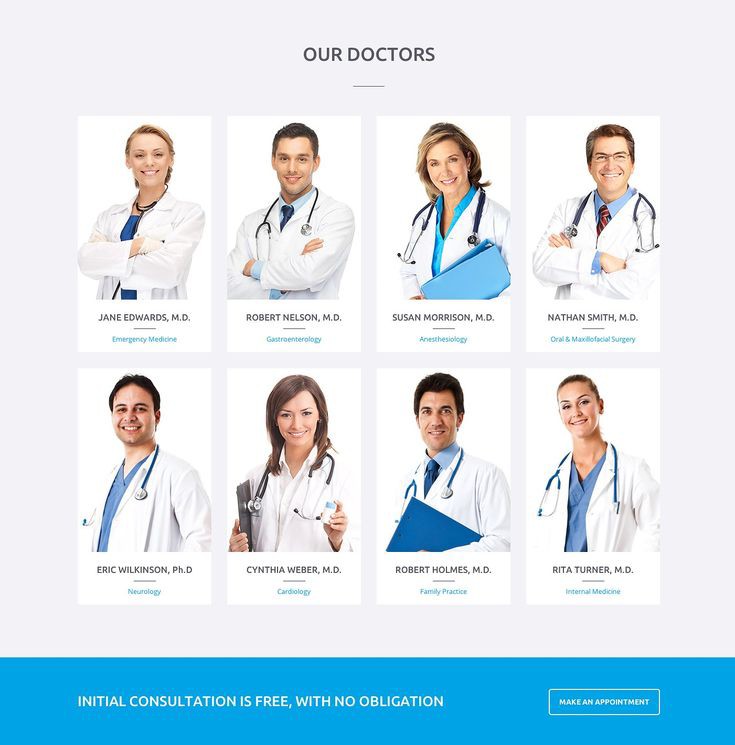 OUR DOCTORS
JANE EDWARDS, M.D.
Emergency Medicine
ROBERT NELSON, M.D.
Gastroenterology
SUSAN MORRISON, M.D.
Anesthesiology
NATHAN SMITH, M.D.
Oral & Maxillofacial Surgery
ERIC WILKINSON, Ph.D
Neurology
CYNTHIA WEBER, M.D.
Cardiology
ROBERT HOLMES, M.D.
Family Practice
RITA TURNER, M.D.
Internal Medicine
INITIAL CONSULTATION IS FREE, WITH NO OBLIGATION
MAKE AN APPOINTMENT